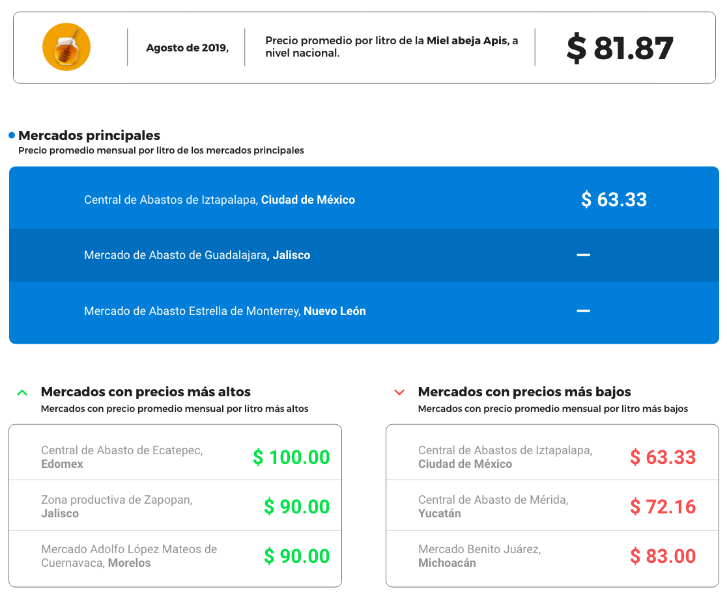 Agosto de 2019,
Precio promedio por litro de la Miel abeja Apis, a
nivel nacional.
$ 81.87
Mercados principales
Precio promedio mensual por litro de los mercados principales
Central de Abastos de Iztapalapa, Ciudad de México
$ 63.33
Mercado de Abasto de Guadalajara, Jalisco
—
Mercado de Abasto Estrella de Monterrey, Nuevo León
—
Mercados con precios más altos
Mercados con precio promedio mensual por litro más altos
Central de Abasto de Ecatepec,
Edomex
$ 100.00
Zona productiva de Zapopan,
Jalisco
$ 90.00
Mercado Adolfo López Mateos de
Cuernavaca, Morelos
$ 90.00
Mercados con precios más bajos
Mercados con precio promedio mensual por litro más bajos
Central de Abastos de Iztapalapa,
Ciudad de México
$ 63.33
Central de Abasto de Mérida,
Yucatán
$ 72.16
Mercado Benito Juárez,
Michoacán
$ 83.00